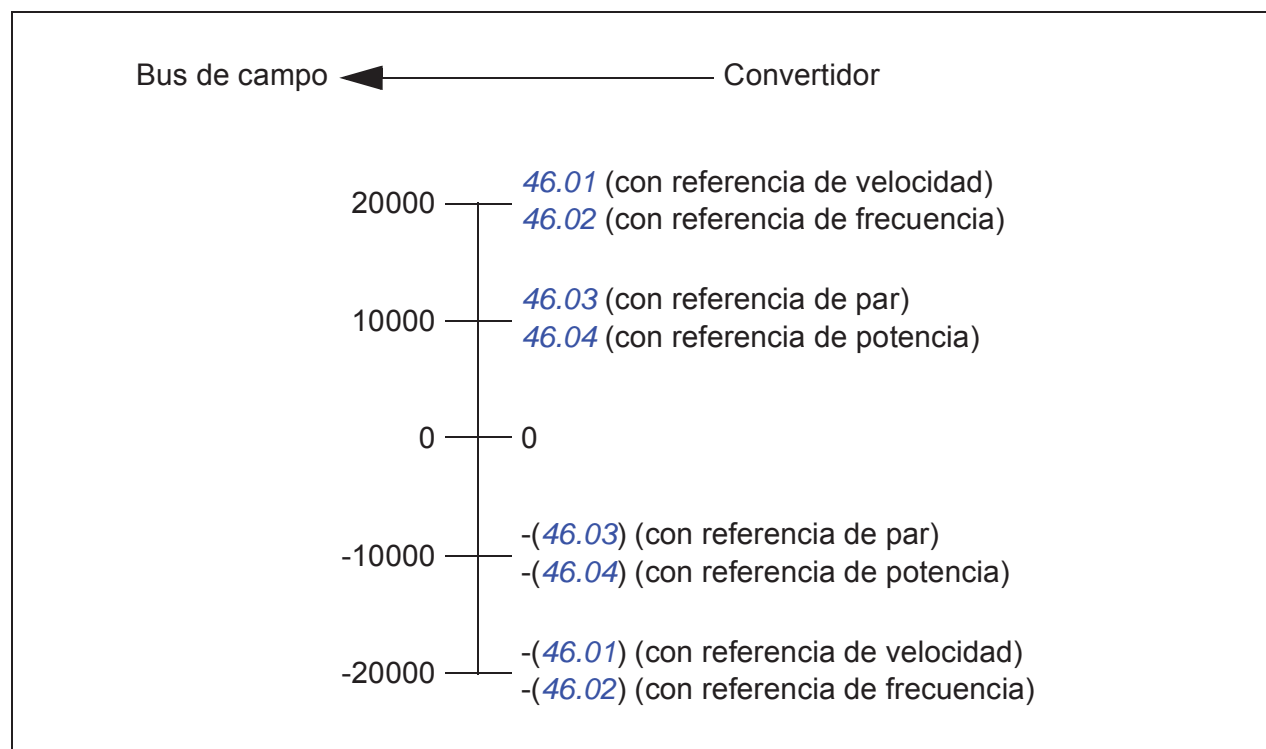 Bus de campo Convertidor
46.01 (con referencia de velocidad)
20000
46.02 (con referencia de frecuencia)
46.03 (con referencia de par)
10000
46.04 (con referencia de potencia)
0 0
-(46.03) (con referencia de par)
-10000
-(46.04) (con referencia de potencia)
-(46.01) (con referencia de velocidad)
-20000
-(46.02) (con referencia de frecuencia)